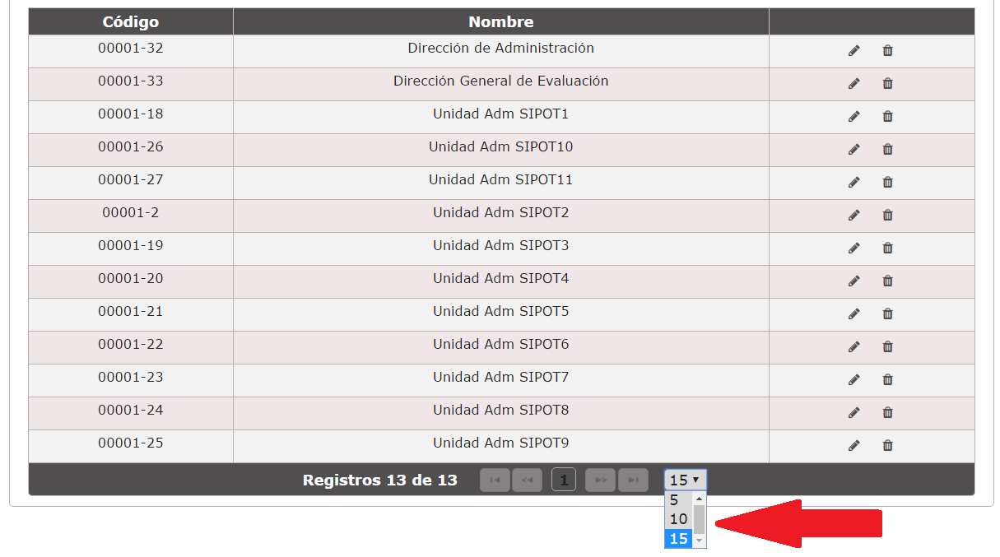 Código Nombre
00001-32 Dirección de Administración
00001-33 Dirección General de Evaluación
00001-18 Unidad Adm SIPOT1
00001-26 Unidad Adm SIPOT10
00001-27 Unidad Adm SIPOT11
00001-2 Unidad Adm SIPOT2
00001-19 Unidad Adm SIPOT3
00001-20 Unidad Adm SIPOT4
00001-21 Unidad Adm SIPOT5
00001-22 Unidad Adm SIPOT6
00001-23 Unidad Adm SIPOT7
00001-24 Unidad Adm SIPOT8
00001-25 Unidad Adm SIPOT9
Registros 13 de 13 1 15
5
10
15